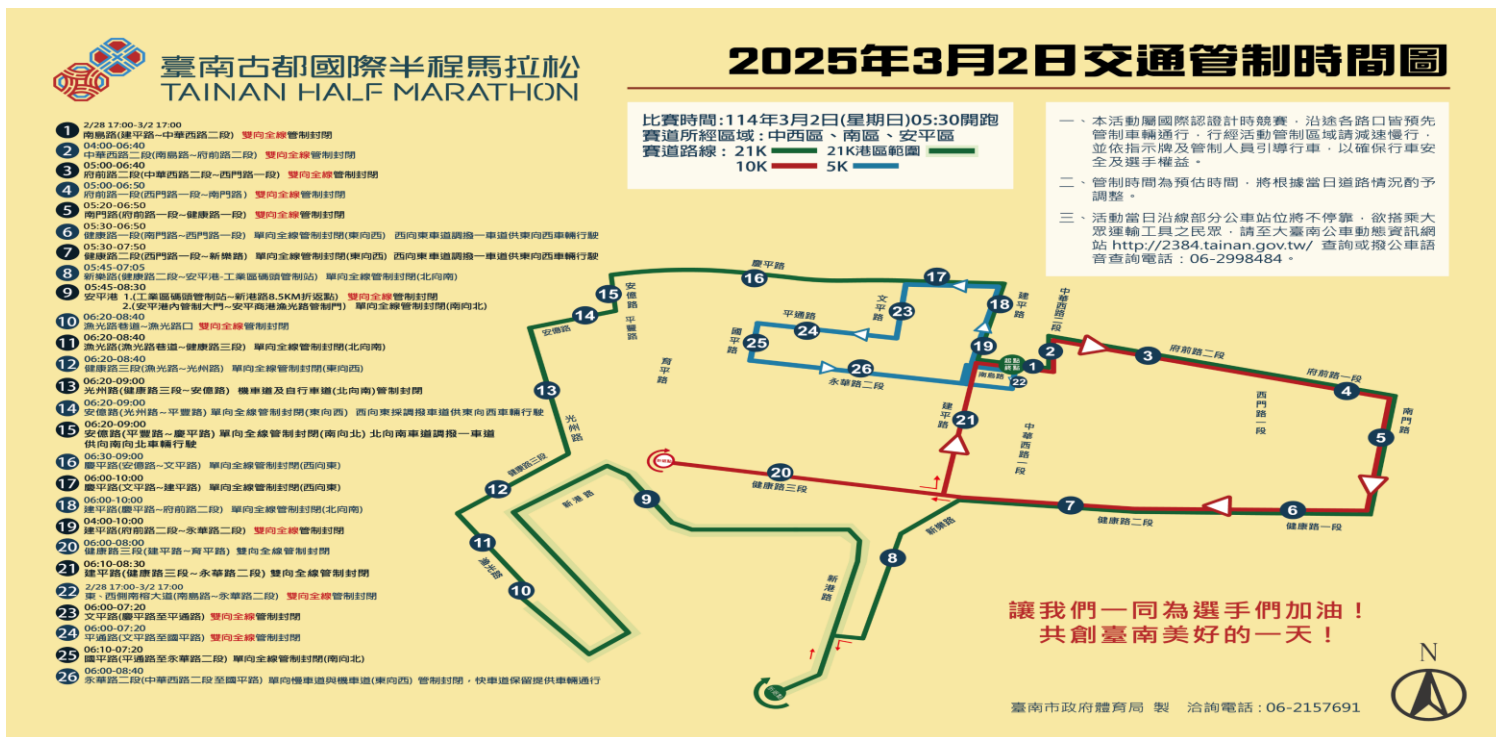 臺南古都國際半程馬拉松
TAINAN HALF MARATHON
2025年3月2日交通管制時間圖
比賽時間:114年3月2日(星期日)05:30開跑
賽道所經區域:中西區、南區、安平區
賽道路線:21K 21K港區範圍
10K 5K
一、本活動屬國際認證計時競賽,沿途各路口皆預先
管制車輛通行,行經活動管制區域請減速慢行,
並依指示牌及管制人員引導行車,以確保行車安
全及選手權益。
二、管制時間為預估時間,將根據當日道路情況酌予
調整。
三、活動當日沿線部分公車站位將不停靠,欲搭乘大
眾運輸工具之民眾,請至大臺南公車動態資訊網
站 http://2384.tainan.gov.tw/ 查詢或撥公車語
音查詢電話:06-2998484。
1 2/28 17:00-3/2 17:00
南島路(建平路~中華西路二段) 雙向全線管制封閉
2 04:00-06:40
中華西路二段(南島路~府前路二段) 雙向全線管制封閉
3 05:00-06:40
府前路二段(中華西路二段~西門路一段) 雙向全線管制封閉
4 05:00-06:50
府前路一段(西門路一段~南門路) 雙向全線管制封閉
5 05:20-06:50
南門路(府前路一段~健康路一段) 雙向全線管制封閉
6 05:30-06:50
健康路一段(南門路~西門路一段) 單向全線管制封閉(東向西) 西向東車道調撥一車道供東向西車輛行駛
7 05:30-07:50
健康路二段(西門路一段~新樂路) 單向全線管制封閉(東向西) 西向東車道調撥一車道供東向西車輛行駛
8 05:45-07:05
新樂路(健康路二段~安平港-工業區碼頭管制站) 單向全線管制封閉(北向南)
9 05:45-08:30
安平港 1.(工業區碼頭管制站~新港路8.5KM折返點) 雙向全線管制封閉
2.(安平港內管制大門~安平商港漁光路管制門) 單向全線管制封閉(南向北)
10 06:20-08:40
漁光路巷道~漁光路口 雙向全線管制封閉
11 06:20-08:40
漁光路(漁光路巷道~健康路三段) 單向全線管制封閉(北向南)
12 06:20-08:40
健康路三段(漁光路~光州路) 單向全線管制封閉(東向西)
13 06:20-09:00
光州路(健康路三段~安億路) 機車道及自行車道(北向南)管制封閉
14 06:20-09:00
安億路(光州路~平豐路) 單向全線管制封閉(東向西) 西向東採調撥車道供東向西車輛行駛
15 06:20-09:00
安億路(平豐路~慶平路) 單向全線管制封閉(南向北) 北向南車道調撥一車道
供向南向北車輛行駛
16 06:30-09:00
慶平路(安億路~文平路) 單向全線管制封閉(西向東)
17 06:00-10:00
慶平路(文平路~建平路) 單向全線管制封閉(西向東)
18 06:00-10:00
建平路(慶平路~府前路二段) 單向全線管制封閉(北向南)
19 04:00-10:00
建平路(府前路二段~永華路二段) 雙向全線管制封閉
20 06:00-08:00
健康路三段(建平路~育平路) 雙向全線管制封閉
21 06:10-08:30
建平路(健康路三段~永華路二段) 雙向全線管制封閉
22 2/28 17:00-3/2 17:00
東、西側南榕大道(南島路~永華路二段) 雙向全線管制封閉
23 06:00-07:20
文平路(慶平路至平通路) 雙向全線管制封閉
24 06:00-07:20
平通路(文平路至國平路) 雙向全線管制封閉
25 06:10-07:20
國平路(平通路至永華路二段) 單向全線管制封閉(南向北)
26 06:00-08:40
永華路二段(中華西路二段至國平路) 單向慢車道與機車道(東向西) 管制封閉,快車道保留提供車輛通行
慶平路
16
17
安億路
15
平豐路
14
安億路
文平路
23
平通路
24
國平路
25
26
永華路二段
建平路
18
19
起點
終點
南島路
1
22
中華西路二段
2
3
府前路二段
府前路一段
4
南門路
5
西門路一段
中華西路一段
建平路
21
育平路
13
光州路
健康路三段
12
20
健康路三段
7
健康路二段
6
健康路一段
新樂路
8
新港路
9
新港路
11
漁光路
10
讓我們一同為選手們加油!
共創臺南美好的一天!
N
臺南市政府體育局 製 洽詢電話:06-2157691